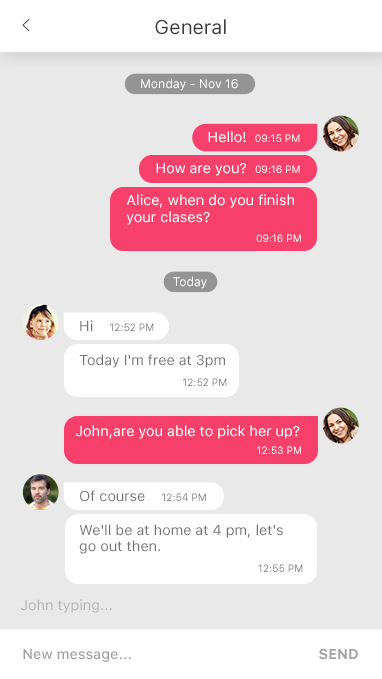 General
Monday - Nov 16
Hello! 09:15 PM
How are you? 09:16 PM
Alice, when do you finish
your clases?
09:16 PM
Today
Hi 12:52 PM
Today I'm free at 3pm
12:52 PM
John,are you able to pick her up?
12:53 PM
Of course 12:54 PM
We'll be at home at 4 pm, let's
go out then.
12:55 PM
John typing...
New message... SEND